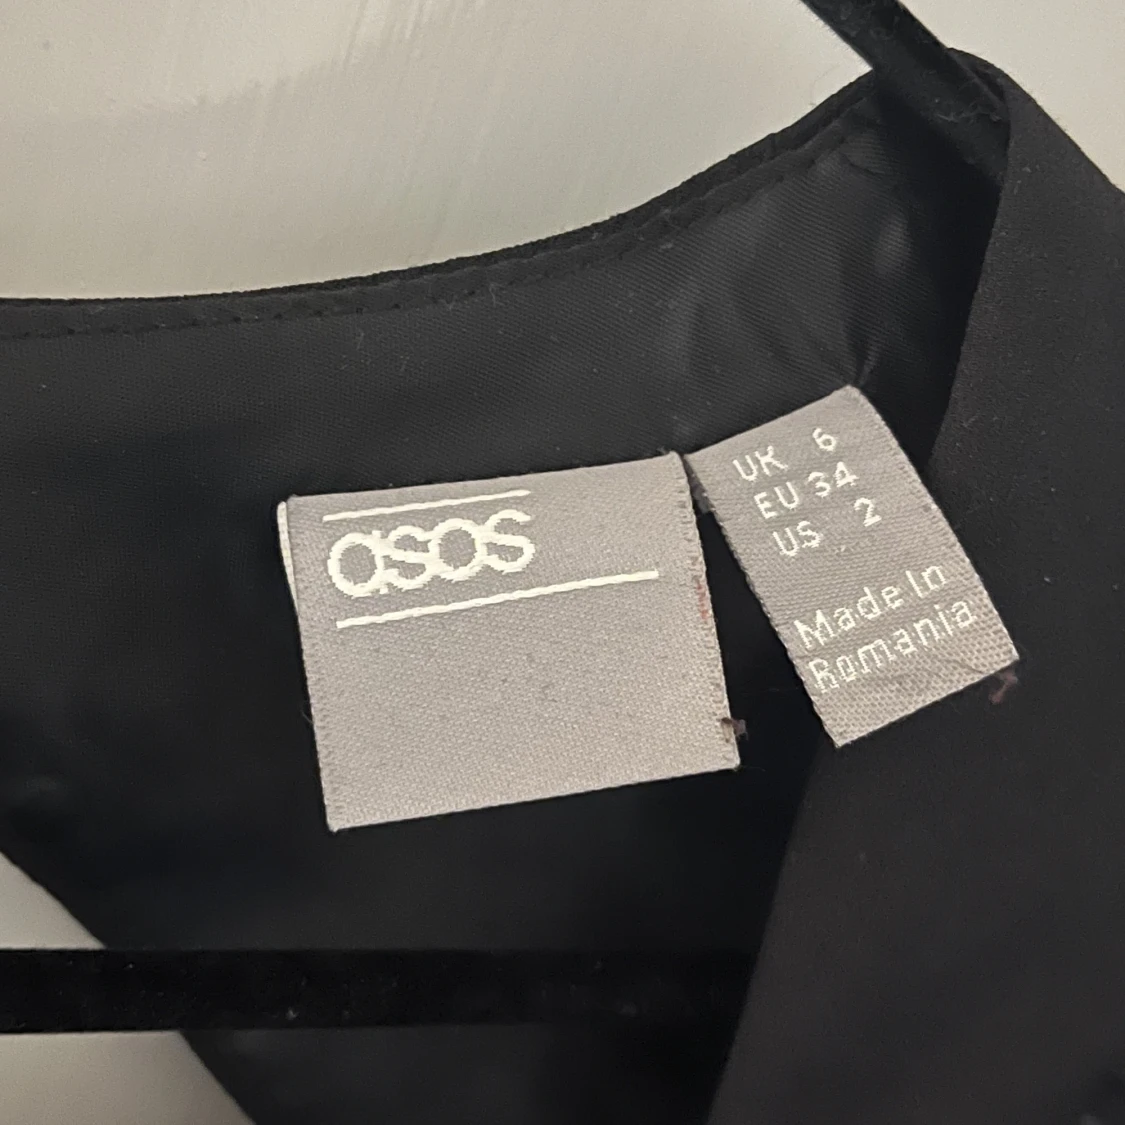 asos
UK 6
EU 34
US 2
Made In
Romania